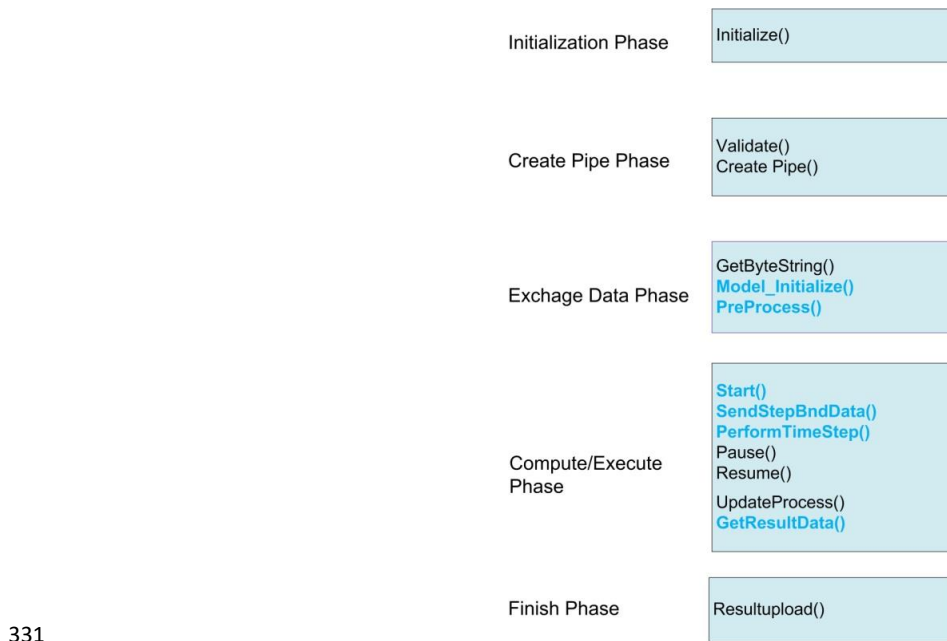 Initialization Phase
Initialize()
Create Pipe Phase
Validate()
Create Pipe()
Exchage Data Phase
GetByteString()
Model_Initialize()
PreProcess()
Compute/Execute
Phase
Start()
SendStepBndData()
PerformTimeStep()
Pause()
Resume()
UpdateProcess()
GetResultData()
Finish Phase
Resultupload()
331